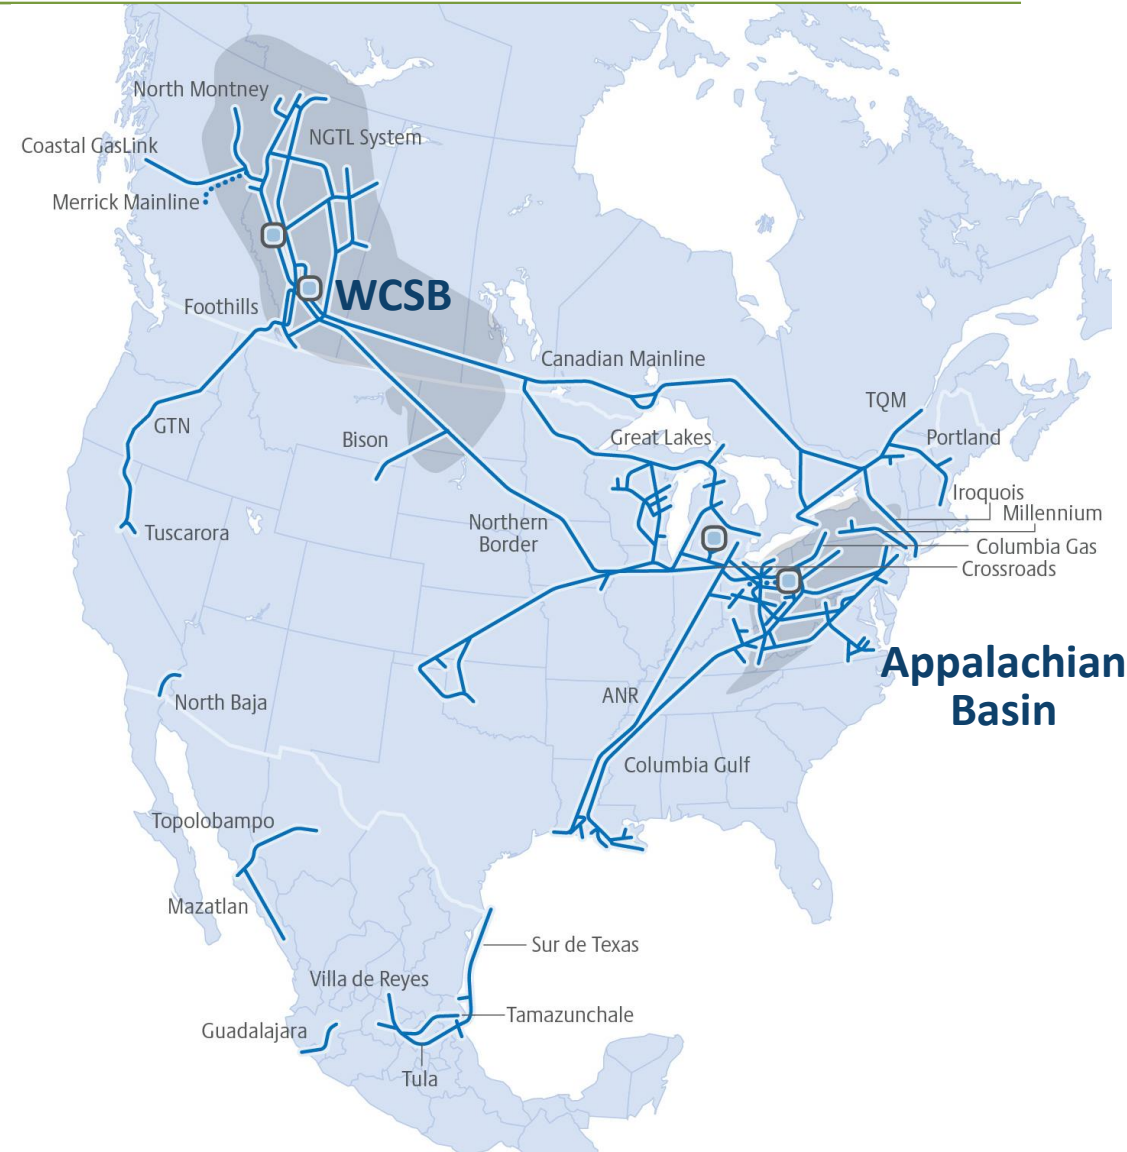 North Montney
NGTL System
Coastal GasLink
Merrick Mainline
WCSB
Foothills
Canadian Mainline
TQM
GTN
Bison
Great Lakes
Portland
Iroquois
Millennium
Northern
Border
Tuscarora
Columbia Gas
Crossroads
Appalachian
Basin
ANR
North Baja
Columbia Gulf
Topolobampo
Mazatlan
Sur de Texas
Villa de Reyes
Tamazunchale
Guadalajara
Tula